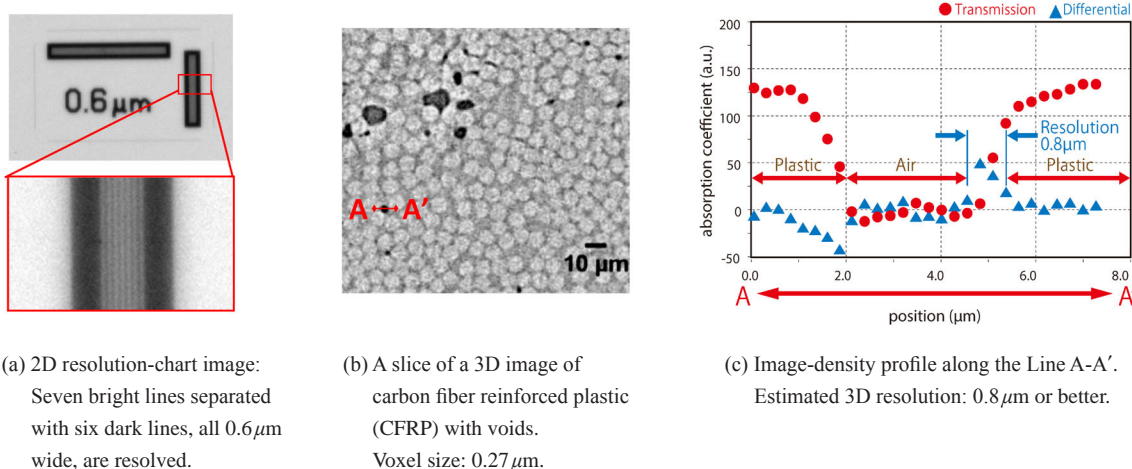 0.6 μm
A A′
10 μm
Transmission Differential
absorption coefficient (a.u.)
200
150
100
50
0
-50
Resolution
0.8μm
Plastic Air Plastic
0.0 2.0 4.0 6.0 8.0
A A
position (μm)
(a) 2D resolution-chart image:
Seven bright lines separated
with six dark lines, all 0.6μm
wide, are resolved.
(b) A slice of a 3D image of
carbon fiber reinforced plastic
(CFRP) with voids.
Voxel size: 0.27μm.
(c) Image-density profile along the Line A-A′.
Estimated 3D resolution: 0.8μm or better.